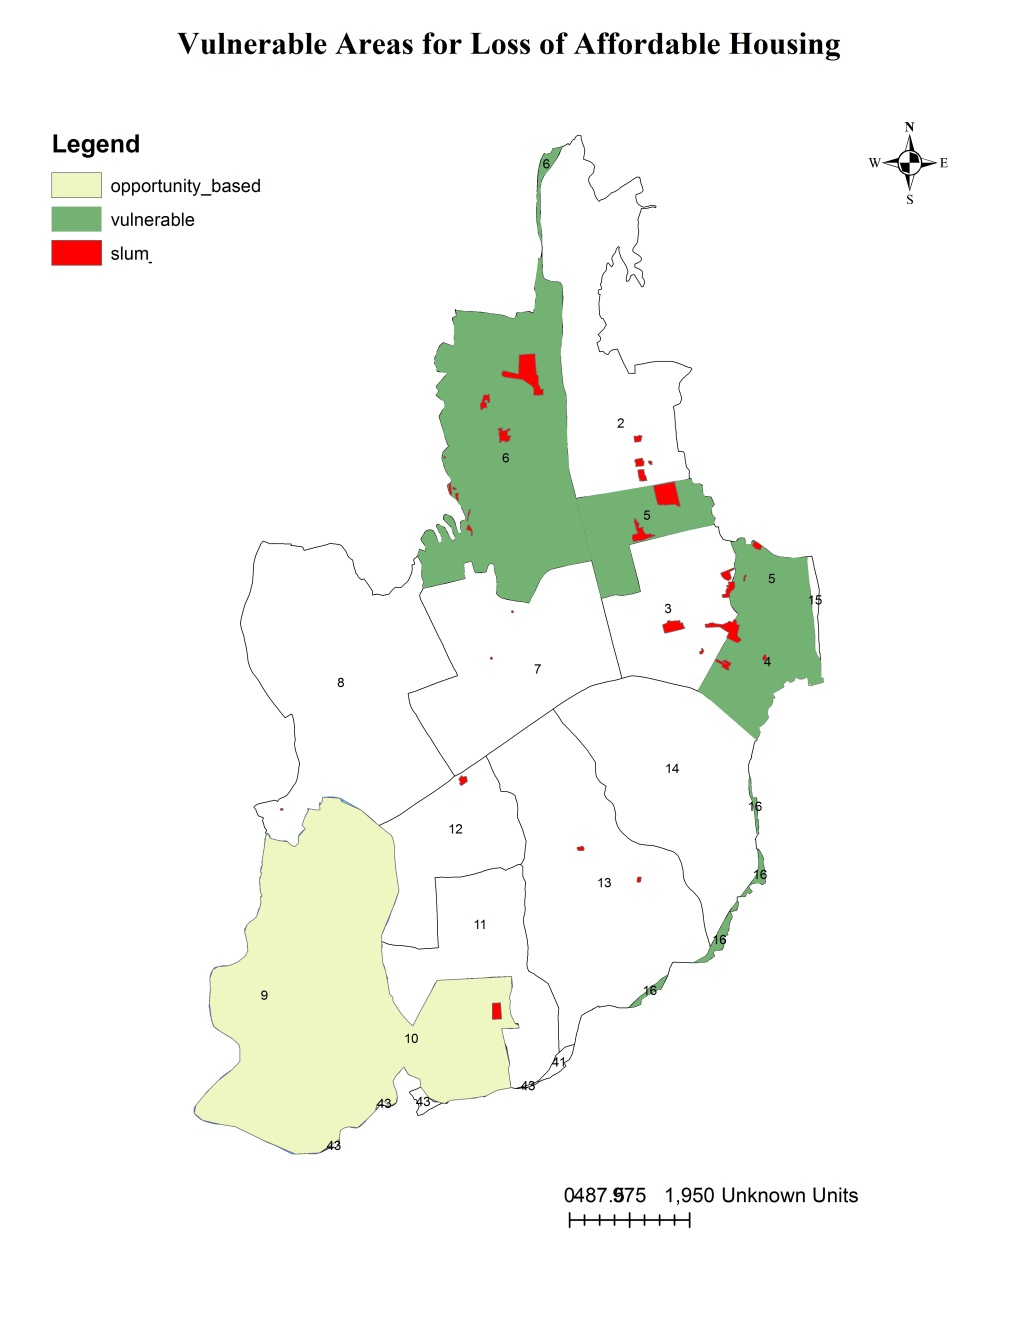 Vulnerable Areas for Loss of Affordable Housing
Legend
opportunity_based
vulnerable
slum_
N
W E
S
6
2
6
5
5
15
3
4
7
8
14
16
12
16
13
11
16
16
9
10
41
43
43
43
43
0487.5975 1,950 Unknown Units